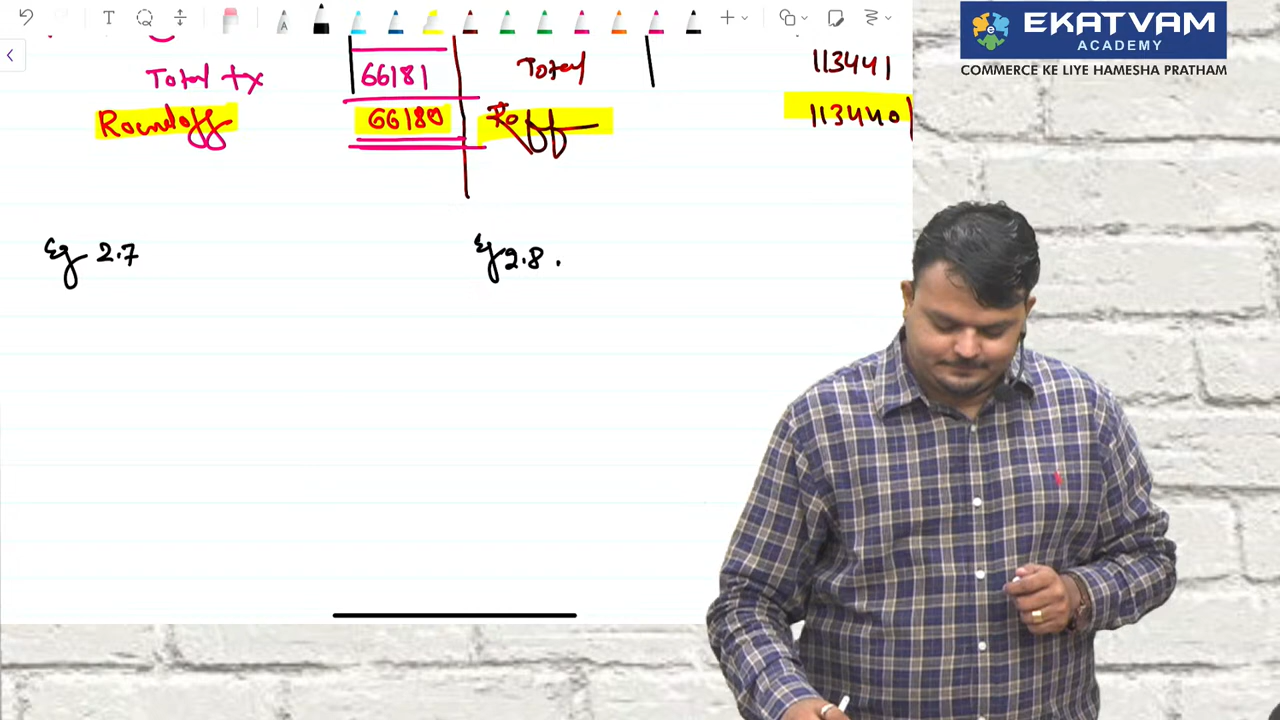 EKATVAM
ACADEMY
COMMERCE KE LIYE HAMESHA PRATHAM
Total tx 66181 Total 113441
Roundoff 66180 Roff 113440
Eg 2.7 Eg 2.8.